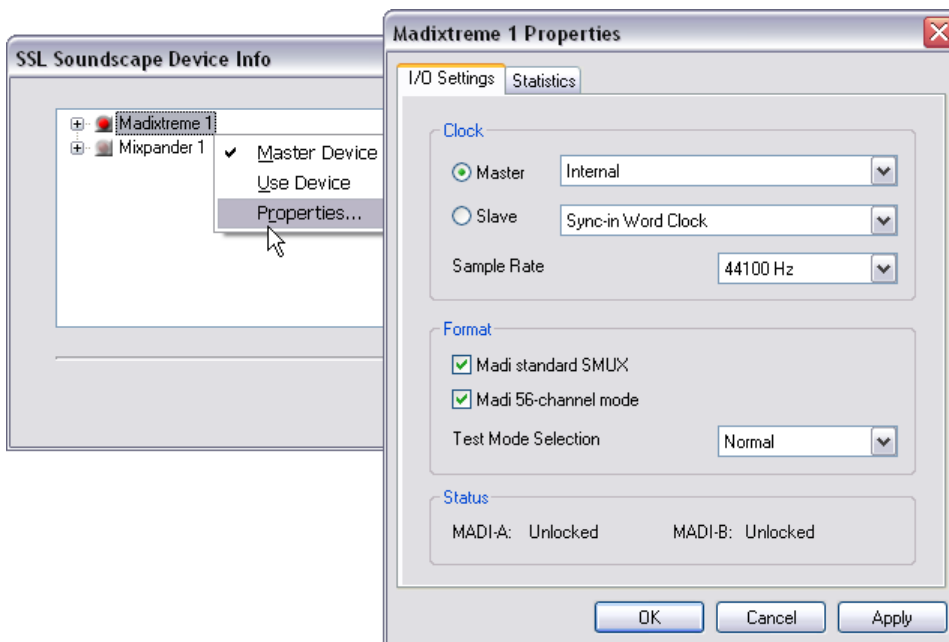 SSL Soundscape Device Info
Madixtreme 1
Mixpander 1
Master Device
Use Device
Properties...
Madixtreme 1 Properties
I/O Settings
Statistics
Clock
Master
Internal
Slave
Sync-in Word Clock
Sample Rate
44100 Hz
Format
Madi standard SMUX
Madi 56-channel mode
Test Mode Selection
Normal
Status
MADI-A: Unlocked MADI-B: Unlocked
OK Cancel Apply